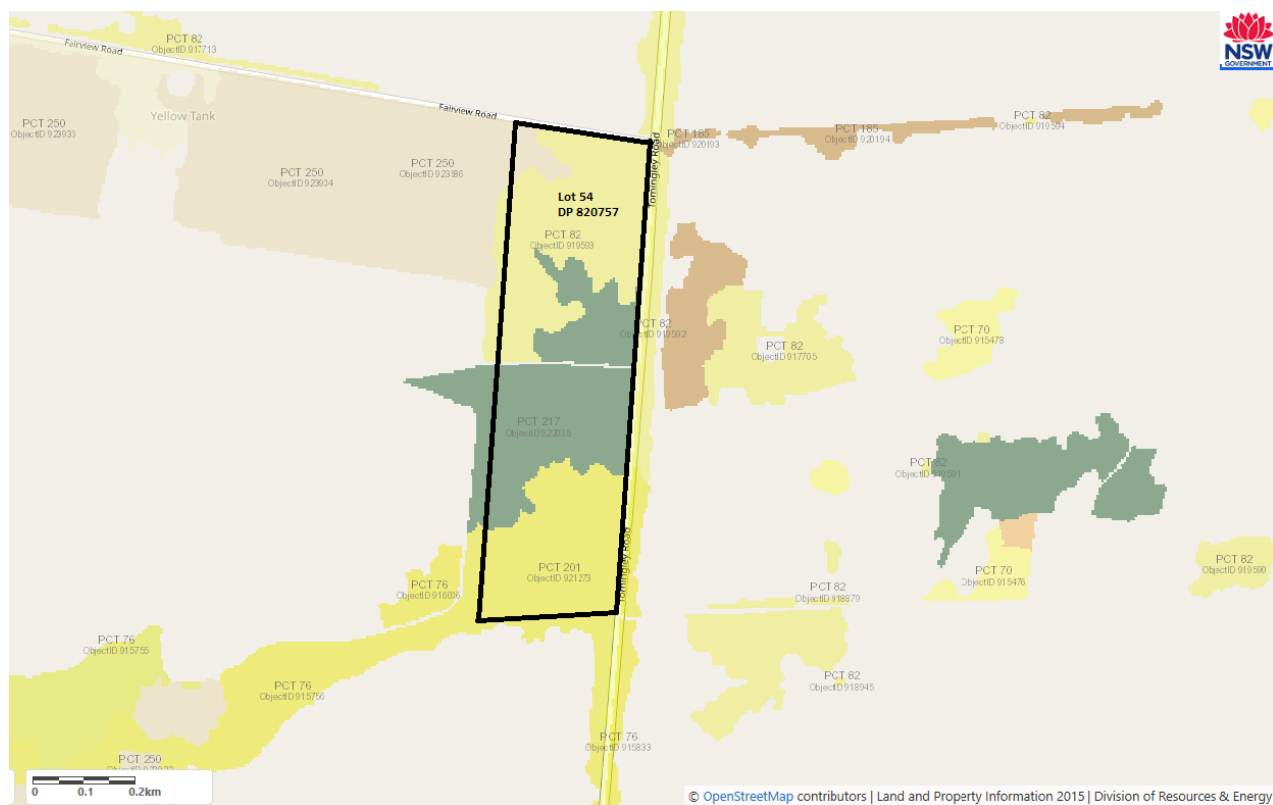 PCT 82
ObjectID 917713
NSW
GOVERNMENT
Fairview Road
Yellow Tank
PCT 250
ObjectID 923933
Fairview Road
PCT 82
ObjectID 919594
PCT 185
ObjectID 920193
PCT 185
ObjectID 920194
Tomingley Road
PCT 250
ObjectID 923934
PCT 250
ObjectID 923586
Lot 54
DP 820757
PCT 82
ObjectID 919593
PCT 82
ObjectID 919592
PCT 82
ObjectID 917705
PCT 70
ObjectID 915478
PCT 217
ObjectID 922035
PCT 82
ObjectID 919591
PCT 201
ObjectID 921273
Tomingley Road
PCT 76
ObjectID 916036
PCT 82
ObjectID 918879
PCT 70
ObjectID 915476
PCT 82
ObjectID 919590
PCT 76
ObjectID 915755
PCT 76
ObjectID 915756
PCT 82
ObjectID 918945
PCT 76
ObjectID 915833
PCT 250
0 0.1 0.2km
© OpenStreetMap contributors | Land and Property Information 2015 | Division of Resources & Energy